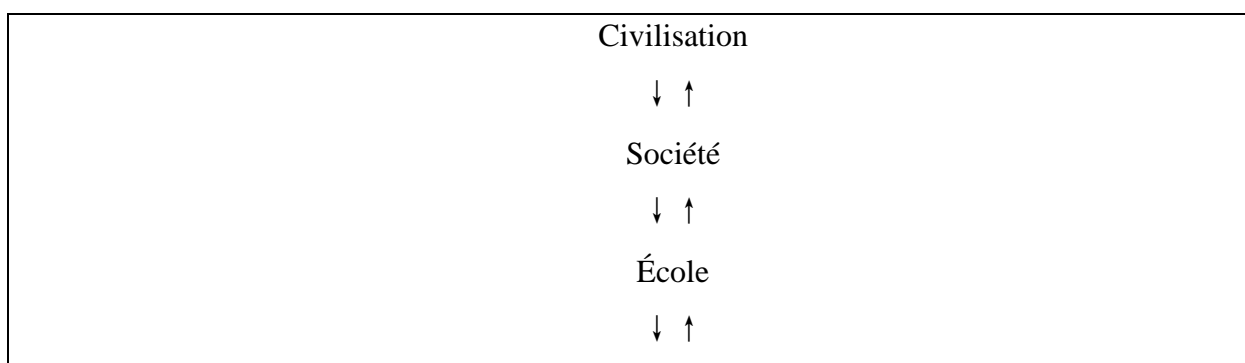 Civilisation
↓ ↑
Société
↓ ↑
École
↓ ↑